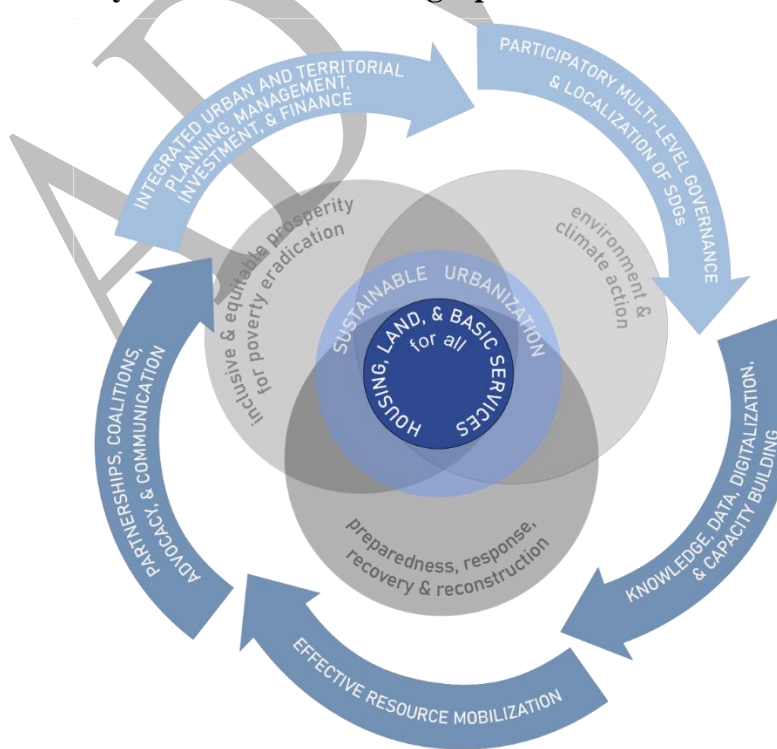 INTEGRATED URBAN AND TERRITORIAL
PLANNING, MANAGEMENT,
INVESTMENT, & FINANCE
PARTICIPATORY MULTI-LEVEL GOVERNANCE
& LOCALIZATION OF SDGs
inclusive & equitable prosperity
for poverty eradication
environment &
climate action
SUSTAINABLE URBANIZATION
HOUSING, LAND, & BASIC SERVICES
for all
PARTNERSHIPS, COALITIONS,
ADVOCACY, & COMMUNICATION
KNOWLEDGE, DATA, DIGITALIZATION,
& CAPACITY BUILDING
preparedness, response,
recovery & reconstruction
EFFECTIVE RESOURCE MOBILIZATION